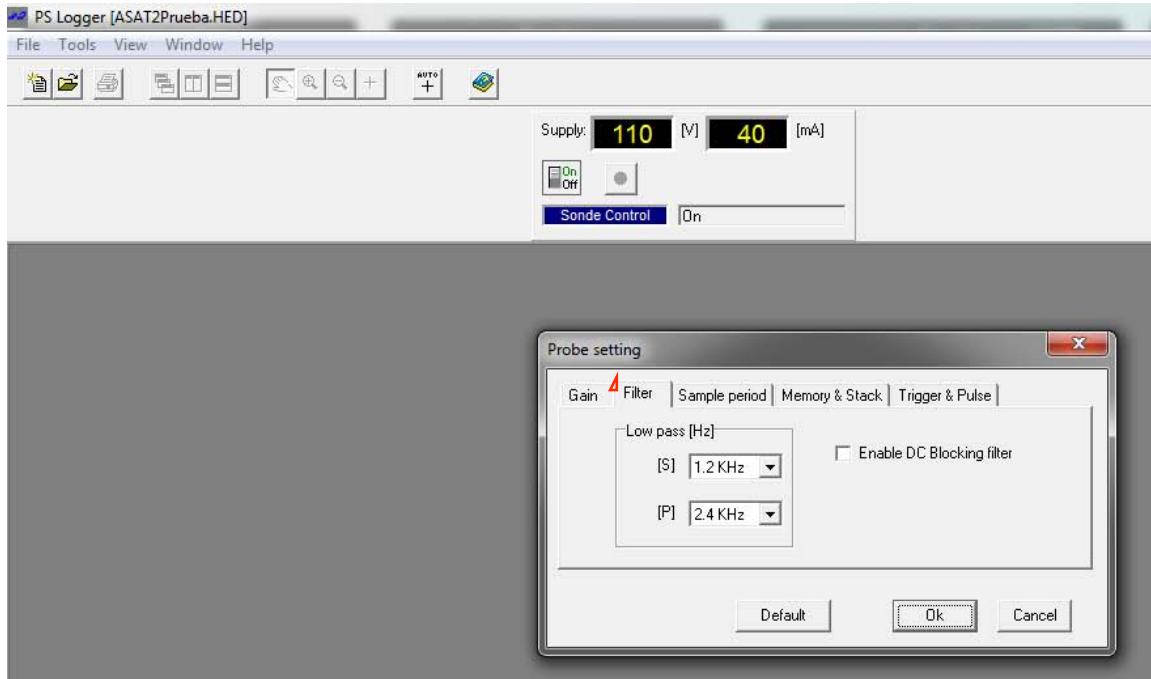 PS Logger [ASAT2Prueba.HED]
File Tools View Window Help
AUTO
Supply: 110 [V] 40 [mA]
On
Off
Sonde Control On
Probe setting
Gain Filter Sample period Memory & Stack Trigger & Pulse
Low pass [Hz]
[S] 1.2 KHz Enable DC Blocking filter
[P] 2.4 KHz
Default Ok Cancel